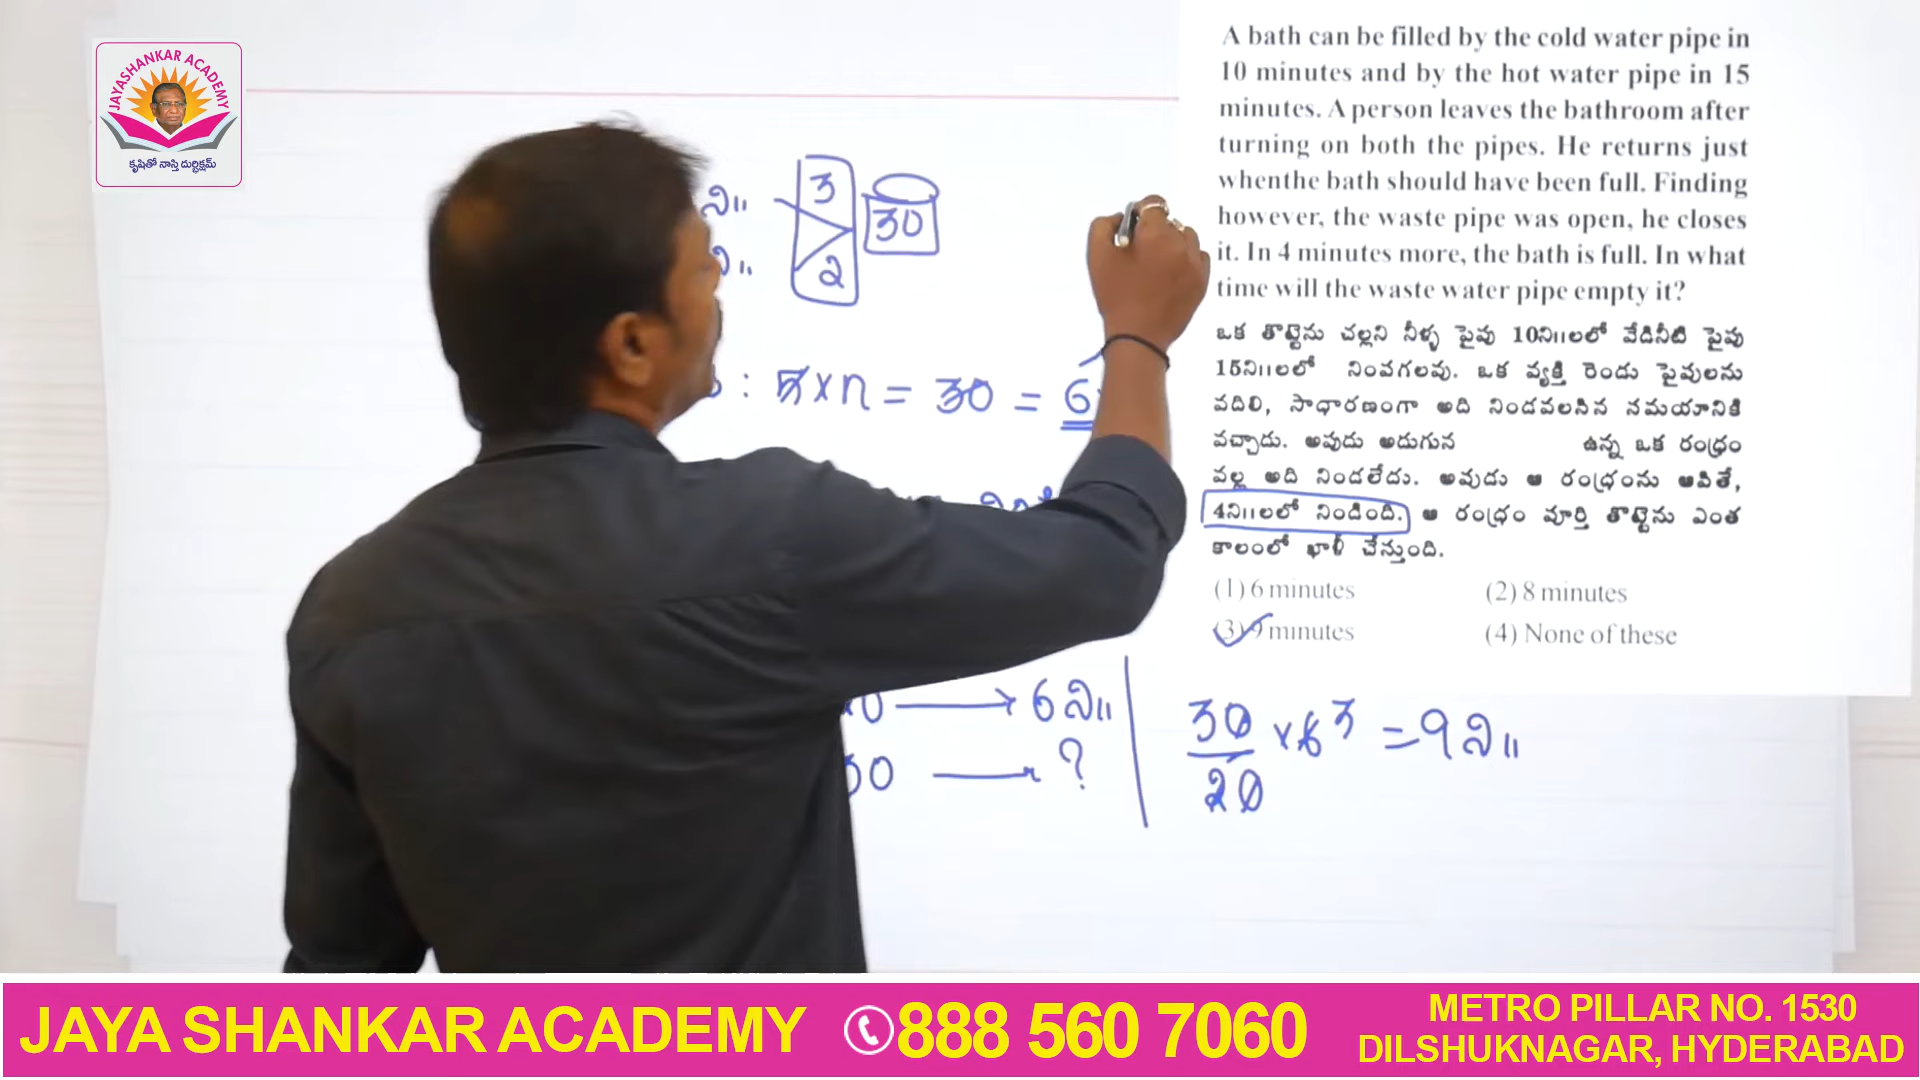 JAYASHANKAR ACADEMY
కృషితో నాస్తి దుర్భిక్షమ్
A bath can be filled by the cold water pipe in
10 minutes and by the hot water pipe in 15
minutes. A person leaves the bathroom after
turning on both the pipes. He returns just
whenthe bath should have been full. Finding
however, the waste pipe was open, he closes
it. In 4 minutes more, the bath is full. In what
time will the waste water pipe empty it?
ఒక తొట్టెను చల్లని నీళ్ళ పైపు 10ని॥లలో వేడినీటి పైపు
15ని॥లలో నింపగలవు. ఒక వ్యక్తి రెండు పైపులను
వదిలి, సాధారణంగా అది నిండవలసిన సమయానికి
వచ్చాడు. అపుడు అడుగున ఉన్న ఒక రంధ్రం
వల్ల అది నిండలేదు. అవుడు ఆ రంధ్రంను ఆపితే,
4ని॥లలో నిండింది. ఆ రంధ్రం పూర్తి తొట్టెను ఎంత
కాలంలో ఖాళీ చేస్తుంది.
(1) 6 minutes (2) 8 minutes
(3) 9 minutes (4) None of these
ని॥ 3 30
2
: 5 x n = 30 = 6
6ని॥
30 ?
30/20 x 6 3 = 9ని॥
JAYA SHANKAR ACADEMY
888 560 7060
METRO PILLAR NO. 1530
DILSHUKNAGAR, HYDERABAD